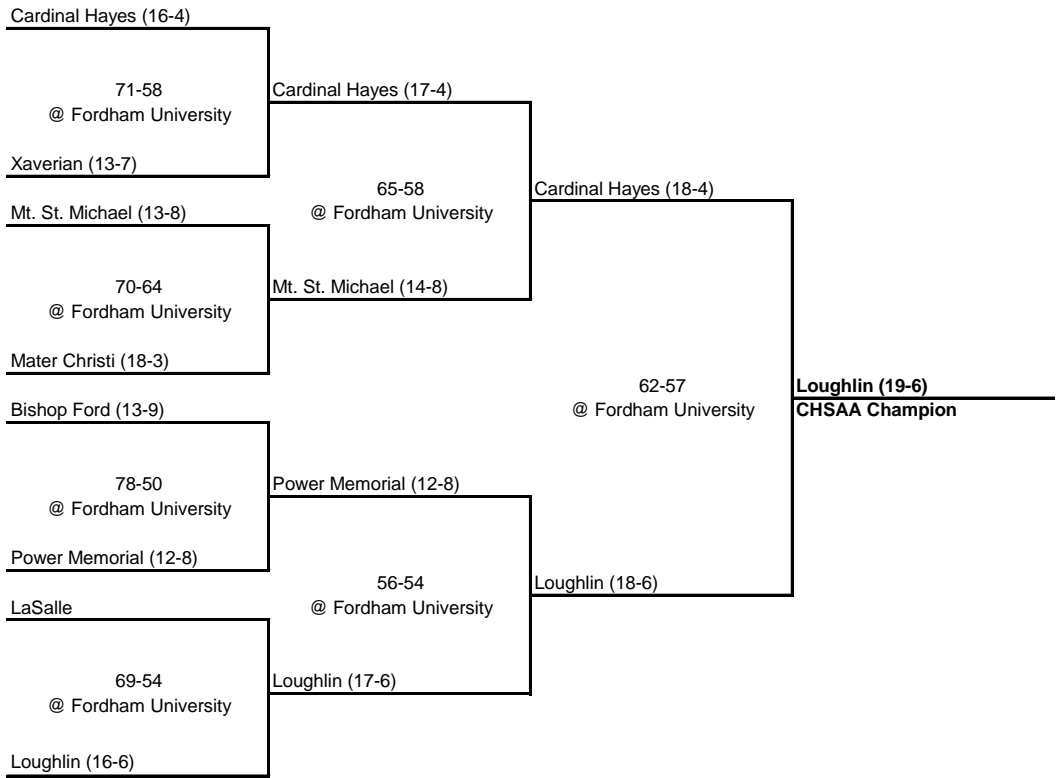 Cardinal Hayes (16-4)
71-58
@ Fordham University
Cardinal Hayes (17-4)
Xaverian (13-7)
65-58
@ Fordham University
Cardinal Hayes (18-4)
Mt. St. Michael (13-8)
70-64
@ Fordham University
Mt. St. Michael (14-8)
Mater Christi (18-3)
62-57
@ Fordham University
Loughlin (19-6)
CHSAA Champion
Bishop Ford (13-9)
78-50
@ Fordham University
Power Memorial (12-8)
Power Memorial (12-8)
56-54
@ Fordham University
Loughlin (18-6)
LaSalle
69-54
@ Fordham University
Loughlin (17-6)
Loughlin (16-6)